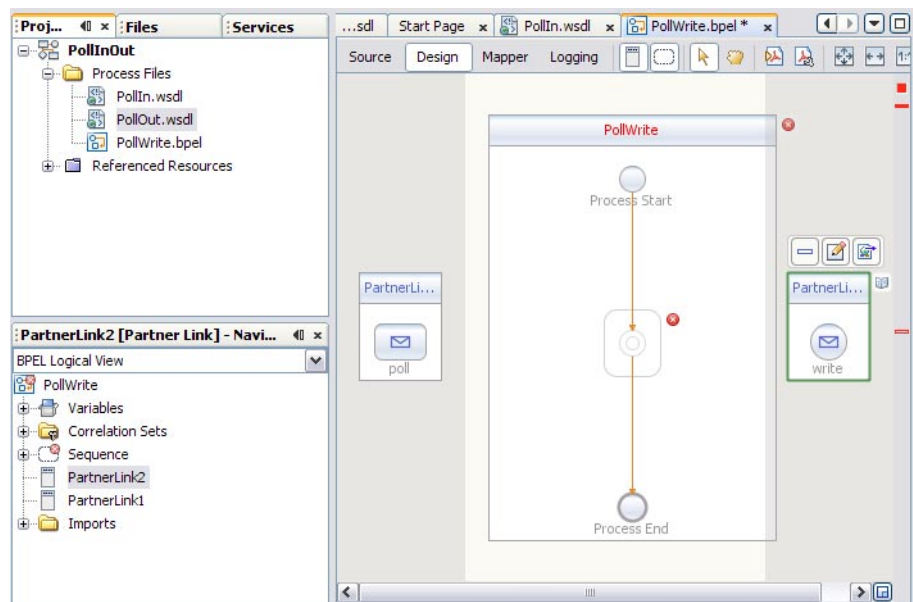 Proj... Files Services
PollInOut
Process Files
PollIn.wsdl
PollOut.wsdl
PollWrite.bpel
Referenced Resources
PartnerLink2 [Partner Link] - Navi...
BPEL Logical View
PollWrite
Variables
Correlation Sets
Sequence
PartnerLink2
PartnerLink1
Imports
...sdl Start Page PollIn.wsdl PollWrite.bpel *
Source Design Mapper Logging
PollWrite
Process Start
PartnerLi...
poll
PartnerLi...
write
Process End